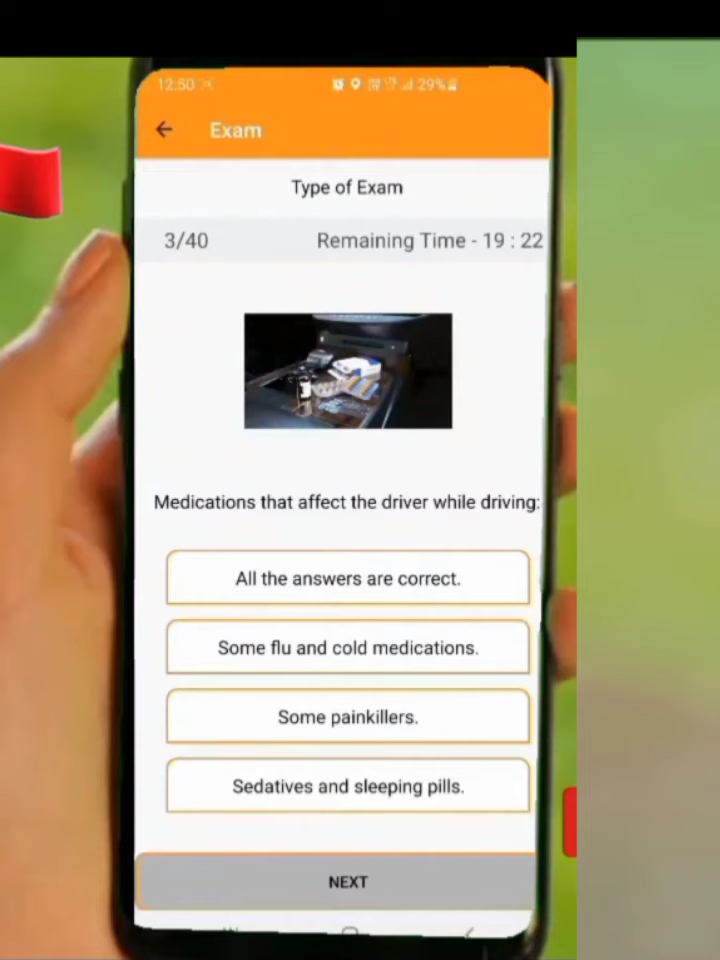 12:50
29%
Exam
Type of Exam
3/40 Remaining Time - 19 : 22
Medications that affect the driver while driving:
All the answers are correct.
Some flu and cold medications.
Some painkillers.
Sedatives and sleeping pills.
NEXT